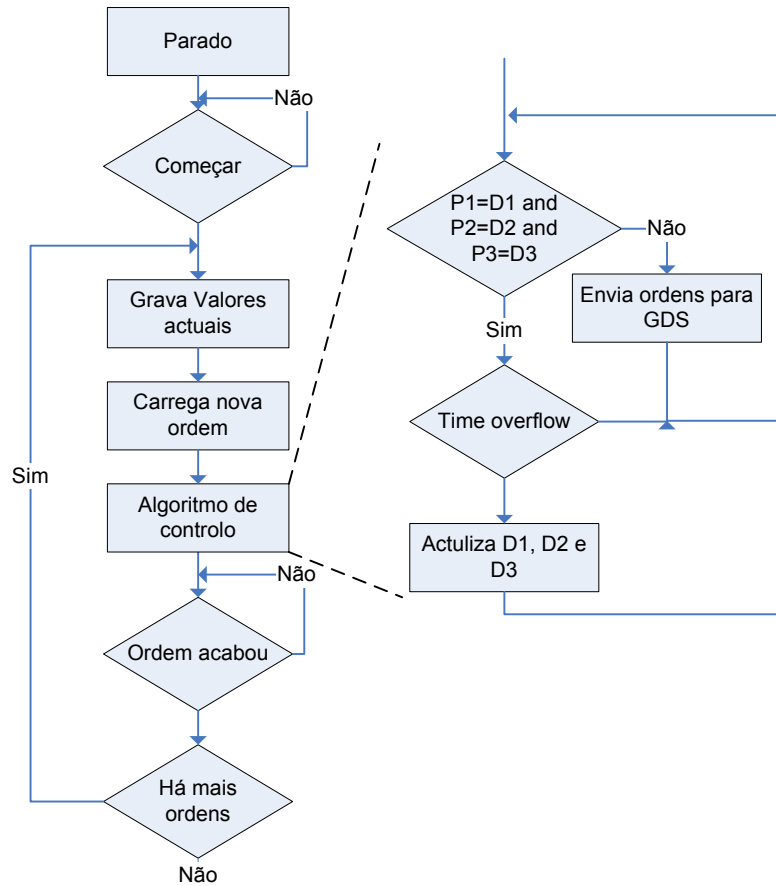 Parado
Não
Começar
Grava Valores
actuais
Carrega nova
ordem
Sim
Algoritmo de
controlo
Não
Ordem acabou
Há mais
ordens
Não
P1=D1 and
P2=D2 and
P3=D3
Não
Envia ordens para
GDS
Sim
Time overflow
Actuliza D1, D2 e
D3